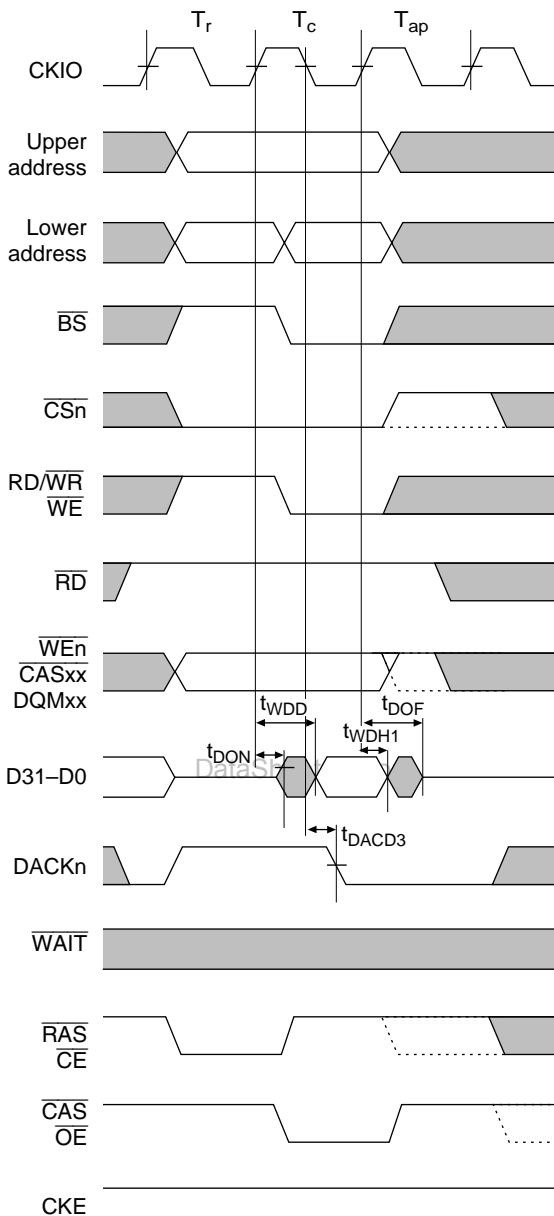 Tr Tc Tap
CKIO
Upper
address
Lower
address
BS
CSn
RD/WR
WE
RD
WEn
CASxx
DQMxx
tWDD tDOF
tDON tWDH1
D31–D0
tDACD3
DACKn
WAIT
RAS
CE
CAS
OE
CKE